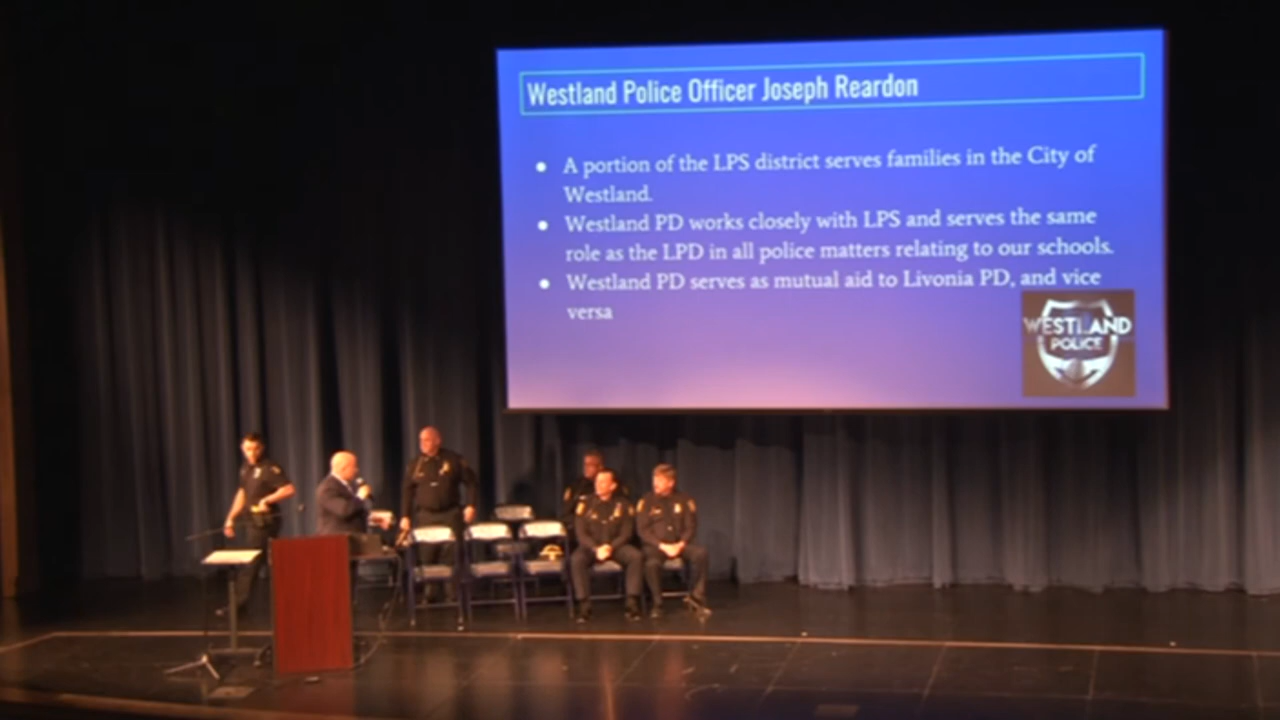 Westland Police Officer Joseph Reardon
● A portion of the LPS district serves families in the City of
Westland.
● Westland PD works closely with LPS and serves the same
role as the LPD in all police matters relating to our schools.
● Westland PD serves as mutual aid to Livonia PD, and vice
versa
WESTLAND
POLICE